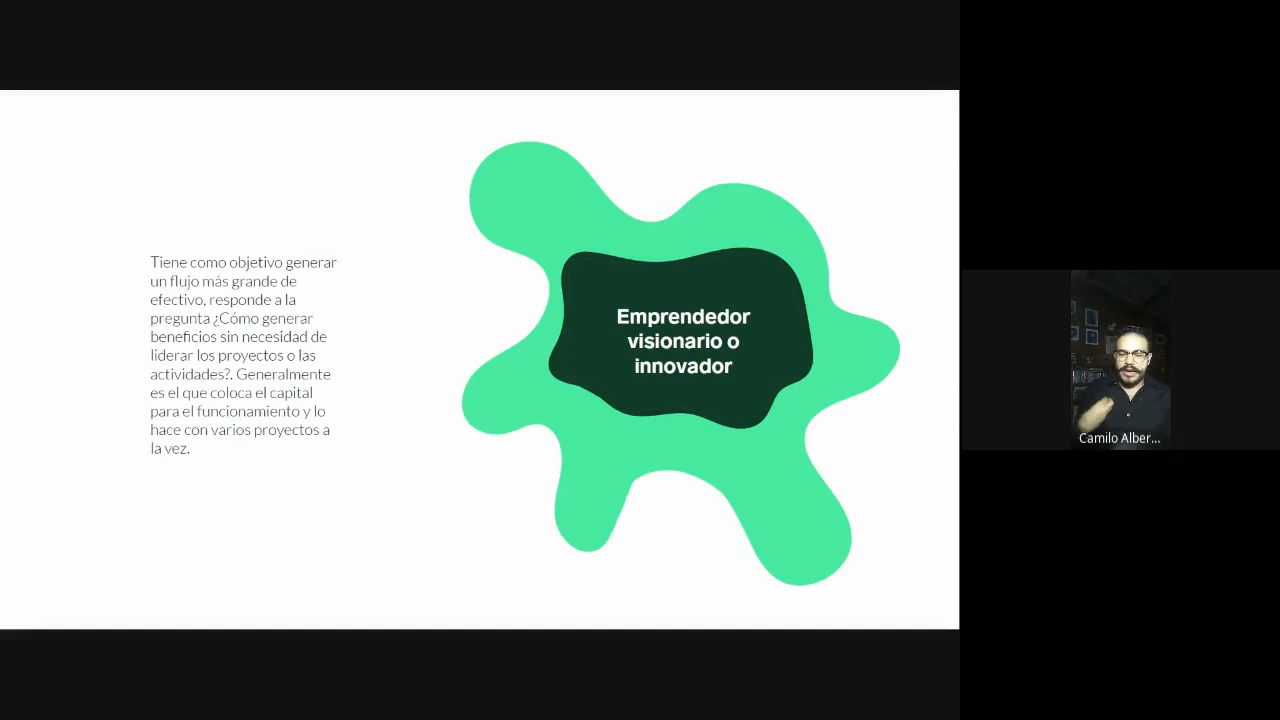 Tiene como objetivo generar
un flujo más grande de
efectivo, responde a la
pregunta ¿Cómo generar
beneficios sin necesidad de
liderar los proyectos o las
actividades?. Generalmente
es el que coloca el capital
para el funcionamiento y lo
hace con varios proyectos a
la vez.
Emprendedor
visionario o
innovador
Camilo Alber...